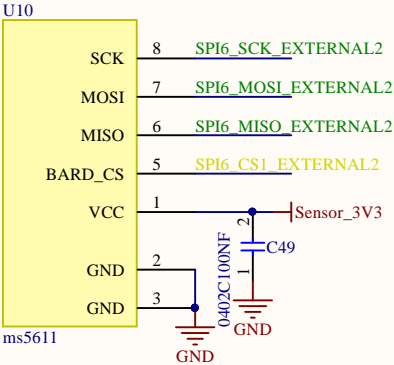 U10
SCK 8 SPI6_SCK_EXTERNAL2
MOSI 7 SPI6_MOSI_EXTERNAL2
MISO 6 SPI6_MISO_EXTERNAL2
BARD_CS 5 SPI6_CS1_EXTERNAL2
VCC 1 Sensor_3V3
2
C49
0402C100NF
1
GND 2
GND 3
GND
GND
ms5611